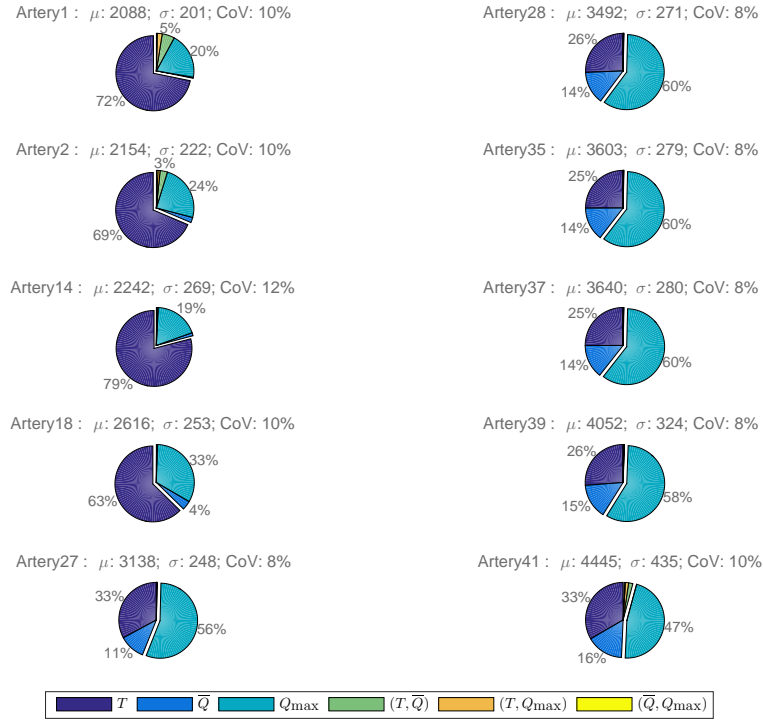 Artery1 : μ: 2088; σ: 201; CoV: 10%
5%
20%
72%
Artery28 : μ: 3492; σ: 271; CoV: 8%
26%
14%
60%
Artery2 : μ: 2154; σ: 222; CoV: 10%
3%
24%
69%
Artery35 : μ: 3603; σ: 279; CoV: 8%
25%
14%
60%
Artery14 : μ: 2242; σ: 269; CoV: 12%
19%
79%
Artery37 : μ: 3640; σ: 280; CoV: 8%
25%
14%
60%
Artery18 : μ: 2616; σ: 253; CoV: 10%
33%
63%
4%
Artery39 : μ: 4052; σ: 324; CoV: 8%
26%
15%
58%
Artery27 : μ: 3138; σ: 248; CoV: 8%
33%
56%
11%
Artery41 : μ: 4445; σ: 435; CoV: 10%
33%
47%
16%
T Q̅ Qmax (T, Q̅) (T, Qmax) (Q̅, Qmax)